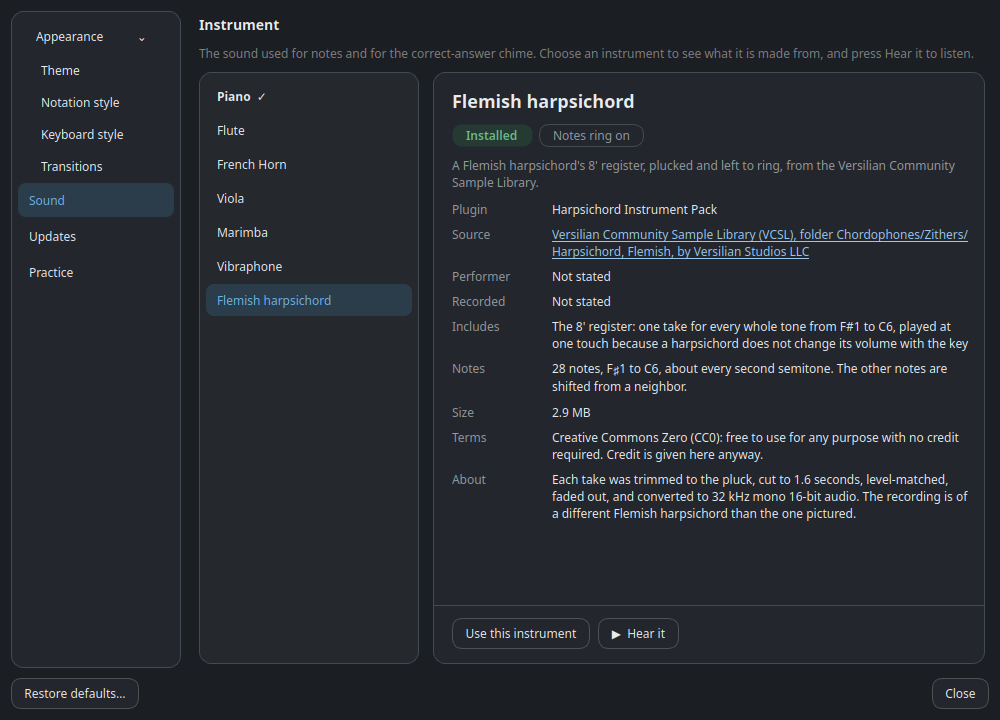 Appearance
Theme
Notation style
Keyboard style
Transitions
Sound
Updates
Practice
Restore defaults...
Instrument
The sound used for notes and for the correct-answer chime. Choose an instrument to see what it is made from, and press Hear it to listen.
Piano ✓
Flute
French Horn
Viola
Marimba
Vibraphone
Flemish harpsichord
Flemish harpsichord
Installed
Notes ring on
A Flemish harpsichord's 8' register, plucked and left to ring, from the Versilian Community
Sample Library.
Plugin
Harpsichord Instrument Pack
Source
Versilian Community Sample Library (VCSL), folder Chordophones/Zithers/
Harpsichord, Flemish, by Versilian Studios LLC
Performer
Not stated
Recorded
Not stated
Includes
The 8' register: one take for every whole tone from F#1 to C6, played at
one touch because a harpsichord does not change its volume with the key
Notes
28 notes, F♯1 to C6, about every second semitone. The other notes are
shifted from a neighbor.
Size
2.9 MB
Terms
Creative Commons Zero (CC0): free to use for any purpose with no credit
required. Credit is given here anyway.
About
Each take was trimmed to the pluck, cut to 1.6 seconds, level-matched,
faded out, and converted to 32 kHz mono 16-bit audio. The recording is of
a different Flemish harpsichord than the one pictured.
Use this instrument
▶ Hear it
Close